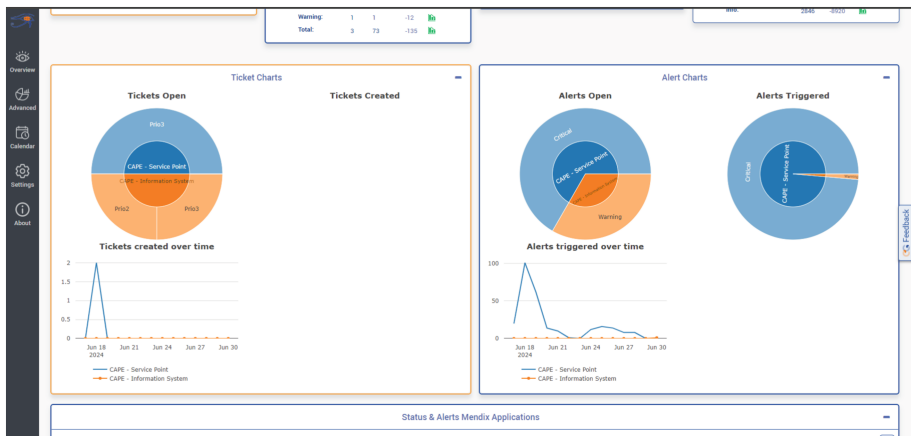 Warning: 1 1 -12
Total: 3 73 -135
Info: 2846 -8920
Overview
Advanced
Calendar
Settings
About
Ticket Charts
Tickets Open
Tickets Created
Prio3
CAPE - Service Point
CAPE - Information System
Prio2
Prio3
Tickets created over time
2
1.5
1
0.5
0
Jun 18
2024
Jun 21
Jun 24
Jun 27
Jun 30
CAPE - Service Point
CAPE - Information System
Alert Charts
Alerts Open
Alerts Triggered
Critical
CAPE - Service Point
CAPE - Information System
Warning
Critical
CAPE - Service Point
Warning
Alerts triggered over time
100
50
0
Jun 18
2024
Jun 21
Jun 24
Jun 27
Jun 30
CAPE - Service Point
CAPE - Information System
Feedback
Status & Alerts Mendix Applications